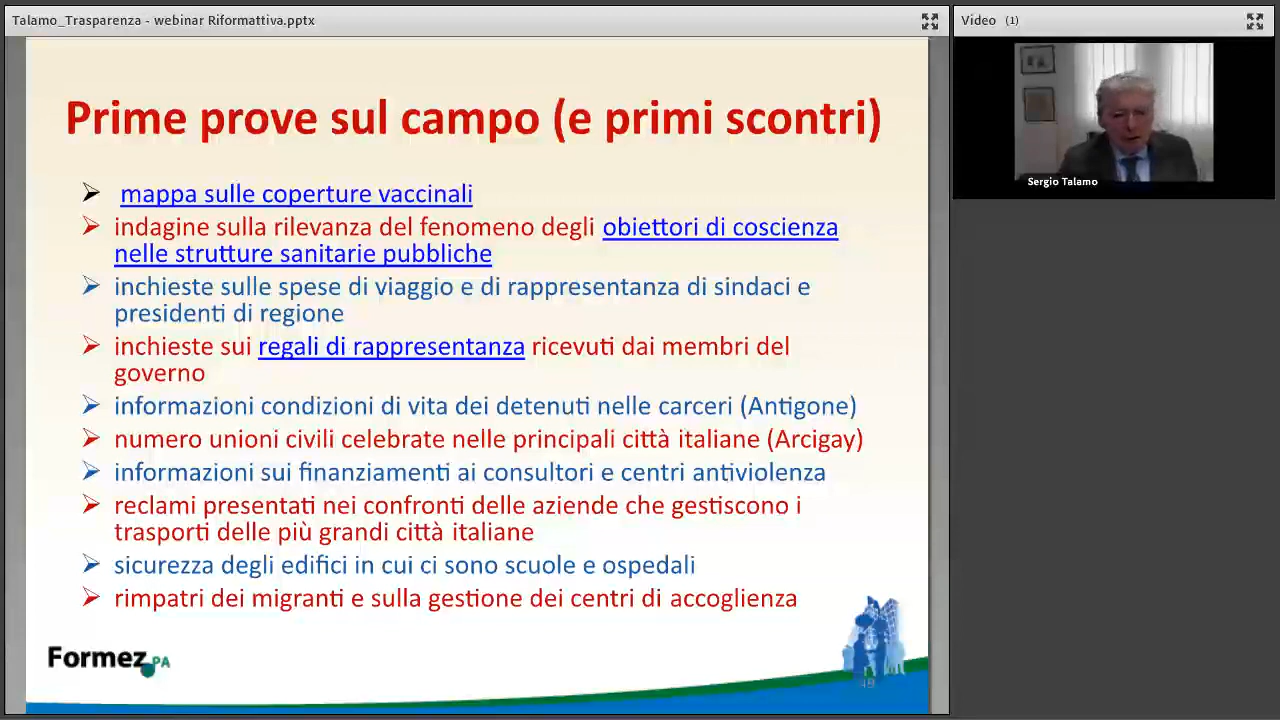 Talamo_Trasparenza - webinar Riformattiva.pptx
Video (1)
Prime prove sul campo (e primi scontri)
mappa sulle coperture vaccinali
indagine sulla rilevanza del fenomeno degli obiettori di coscienza
nelle strutture sanitarie pubbliche
inchieste sulle spese di viaggio e di rappresentanza di sindaci e
presidenti di regione
inchieste sui regali di rappresentanza ricevuti dai membri del
governo
informazioni condizioni di vita dei detenuti nelle carceri (Antigone)
numero unioni civili celebrate nelle principali città italiane (Arcigay)
informazioni sui finanziamenti ai consultori e centri antiviolenza
reclami presentati nei confronti delle aziende che gestiscono i
trasporti delle più grandi città italiane
sicurezza degli edifici in cui ci sono scuole e ospedali
rimpatri dei migranti e sulla gestione dei centri di accoglienza
Formez PA
Sergio Talamo